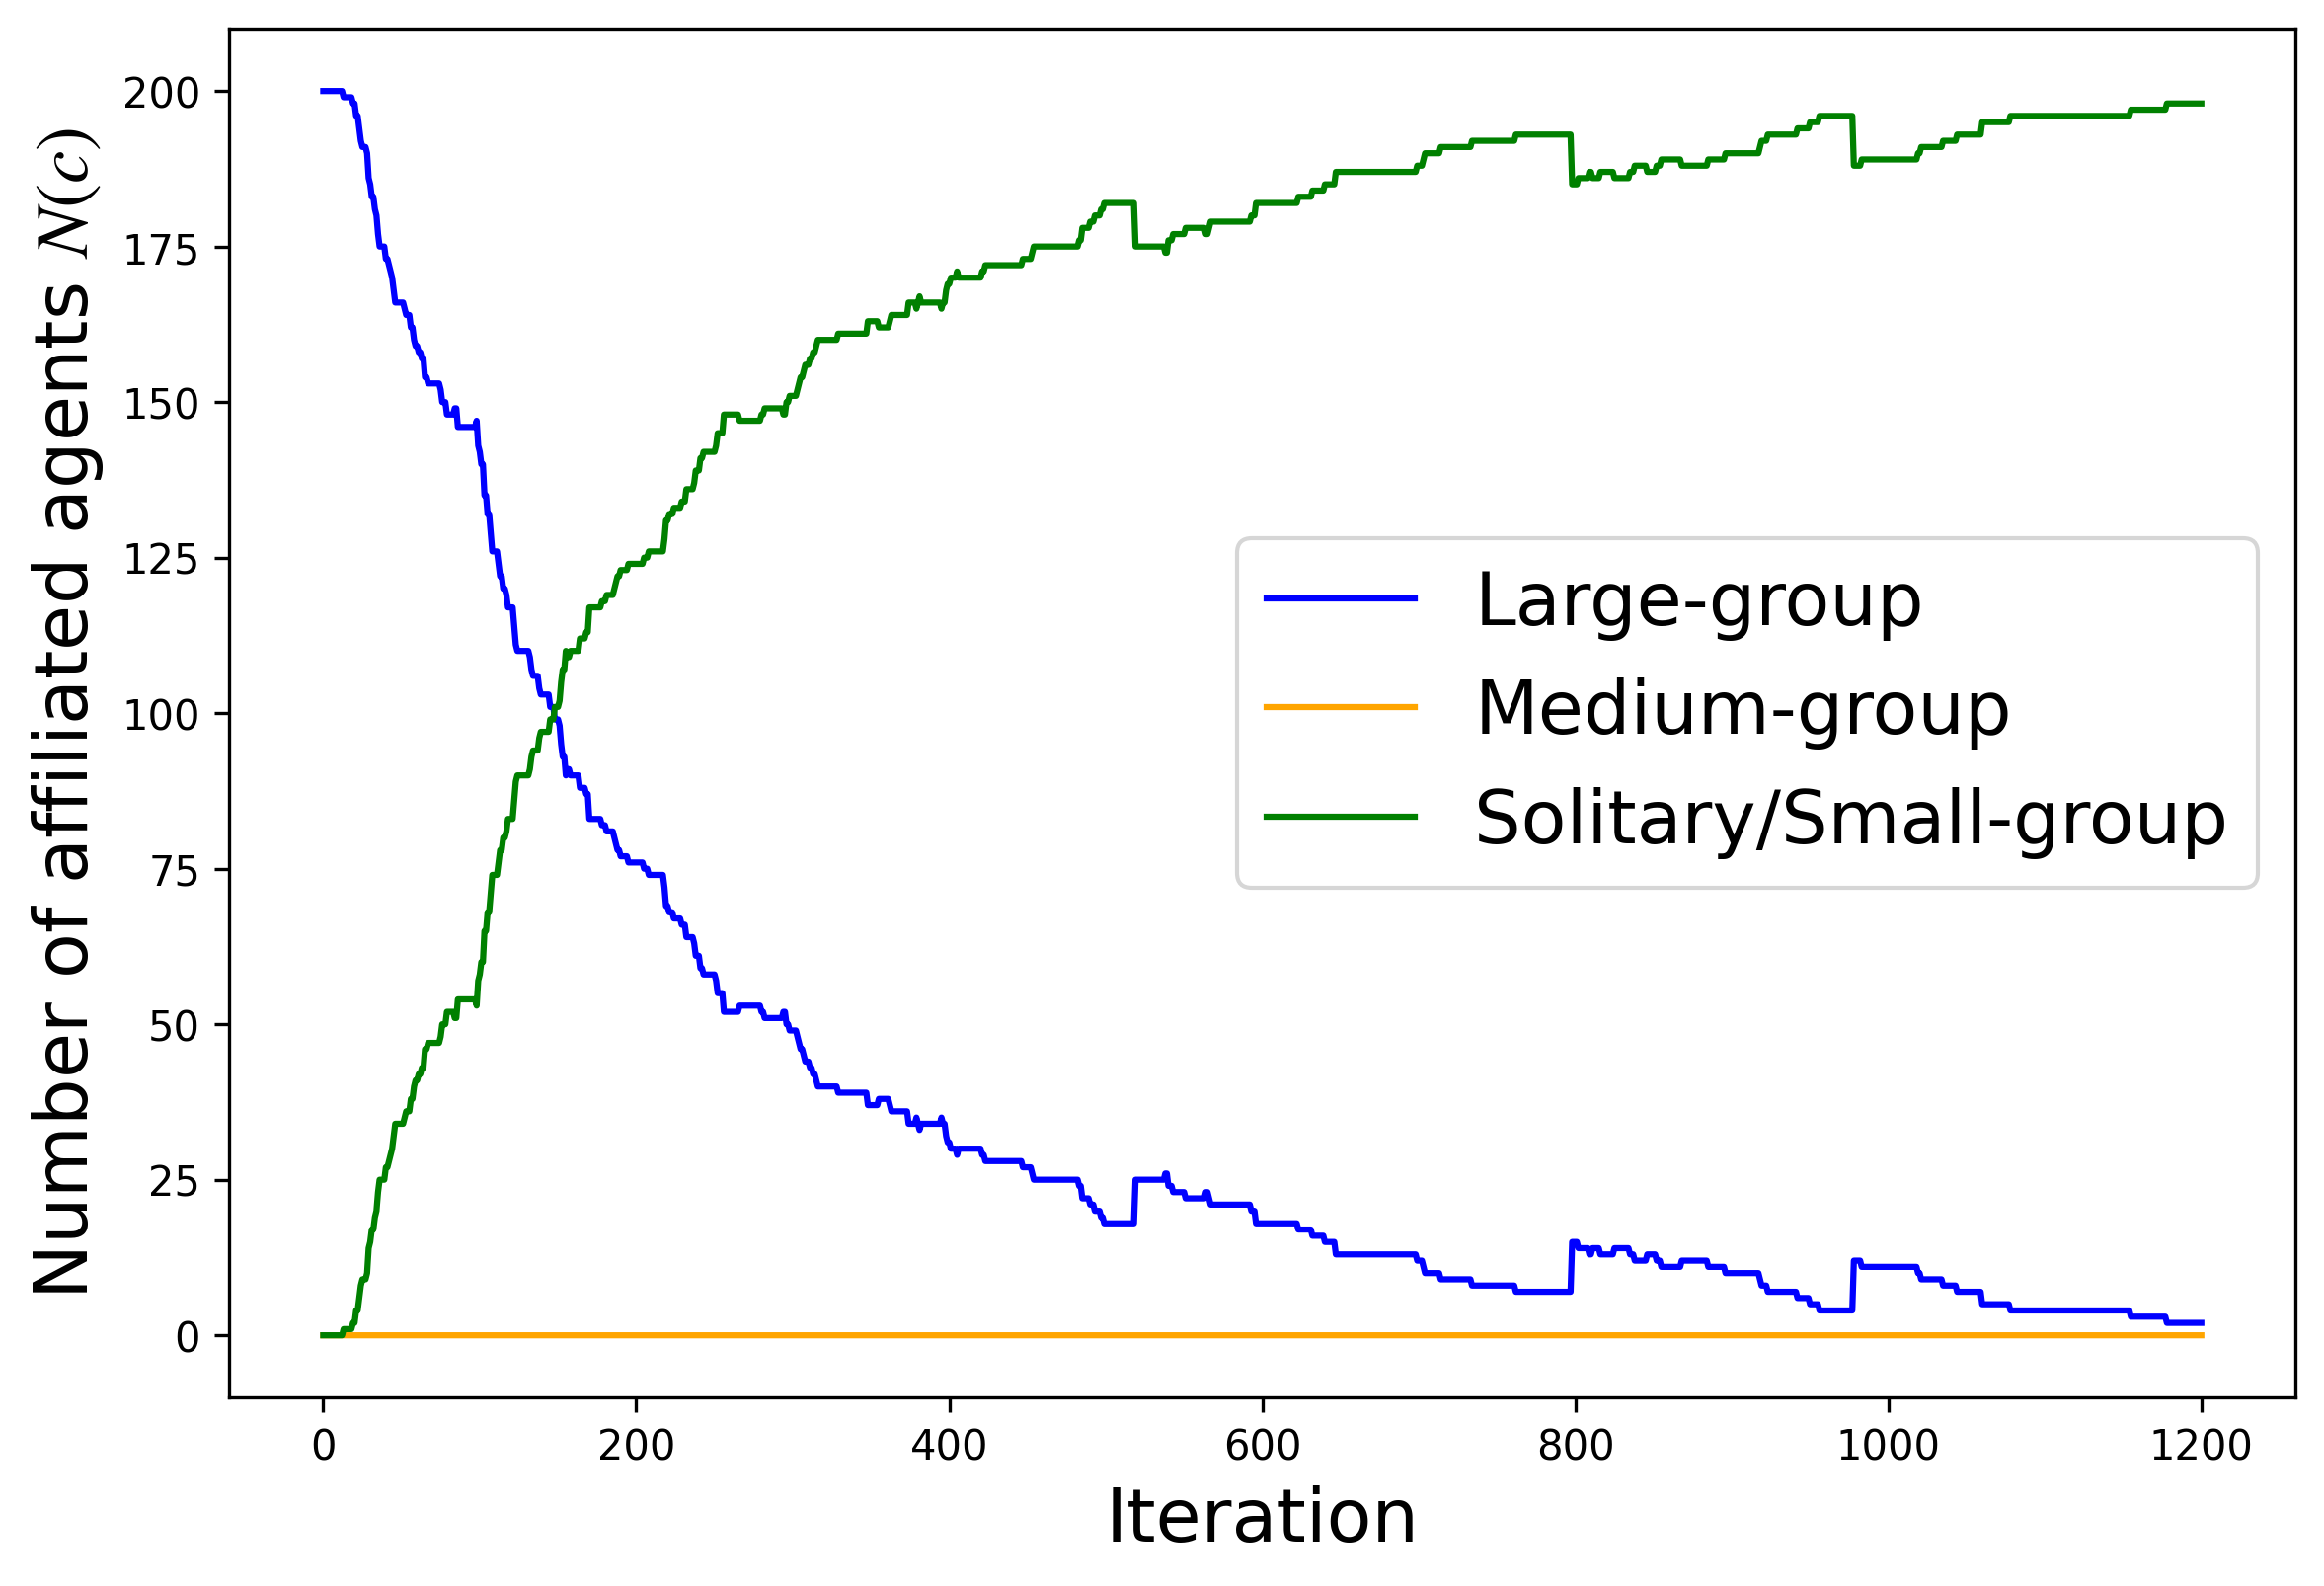 Number of affiliated agents N(c)
200
175
150
125
100
75
50
25
0
Large-group
Medium-group
Solitary/Small-group
0 200 400 600 800 1000 1200
Iteration